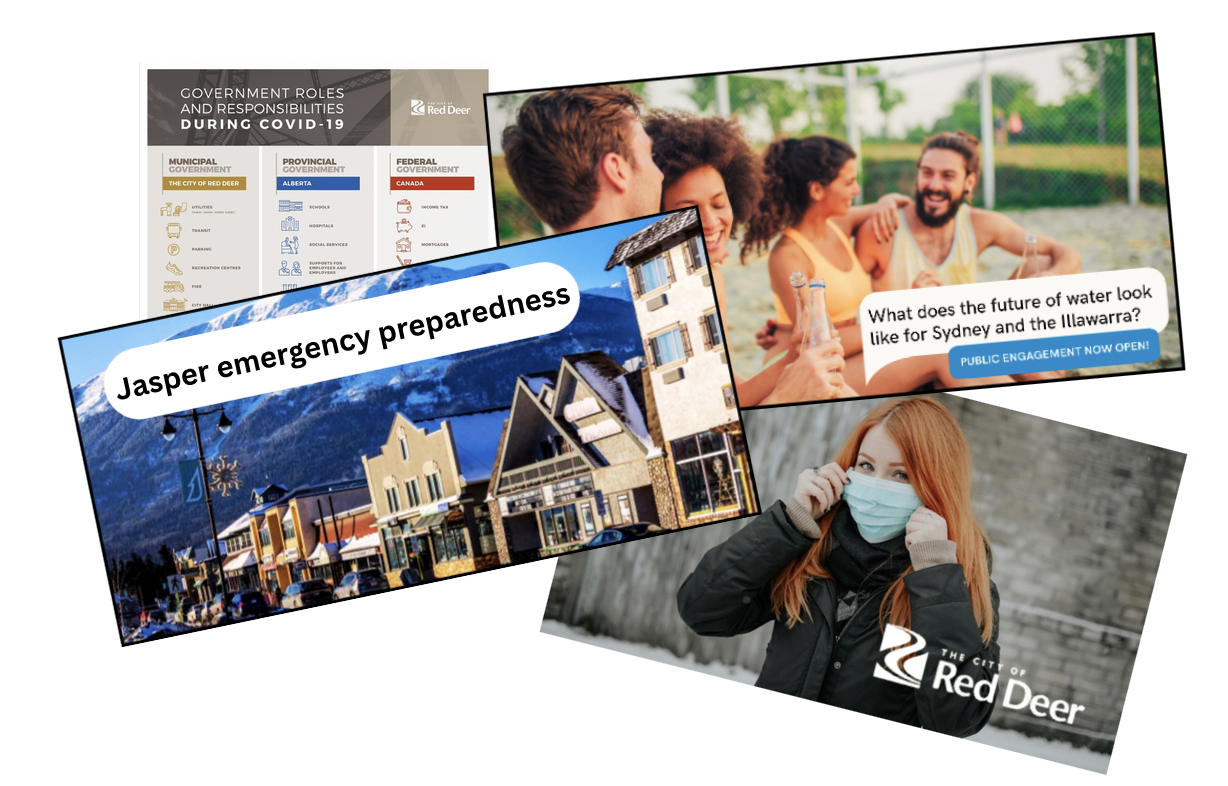 GOVERNMENT ROLES
AND RESPONSIBILITIES
DURING COVID-19
THE CITY OF
Red Deer
MUNICIPAL
GOVERNMENT
THE CITY OF RED DEER
UTILITIES
TRANSIT
PARKING
RECREATION CENTRES
FIRE
PROVINCIAL
GOVERNMENT
ALBERTA
SCHOOLS
HOSPITALS
SOCIAL SERVICES
SUPPORTS FOR
EMPLOYEES AND
EMPLOYERS
FEDERAL
GOVERNMENT
CANADA
INCOME TAX
EI
MORTGAGES
What does the future of water look
like for Sydney and the Illawarra?
PUBLIC ENGAGEMENT NOW OPEN!
Jasper emergency preparedness
THE CITY OF
Red Deer